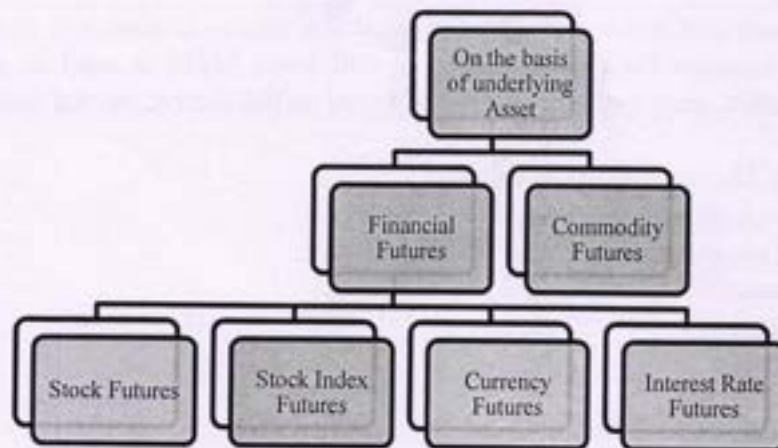 On the basis
of underlying
Asset
Financial
Futures
Commodity
Futures
Stock Futures
Stock Index
Futures
Currency
Futures
Interest Rate
Futures